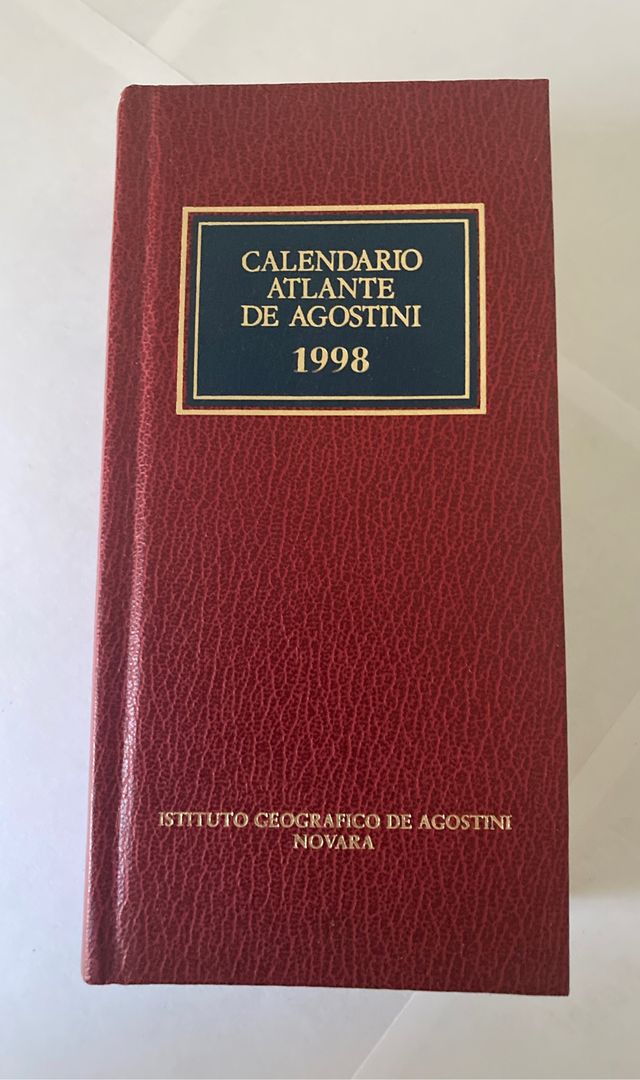 CALENDARIO
ATLANTE
DE AGOSTINI
1998
ISTITUTO GEOGRAFICO DE AGOSTINI
NOVARA